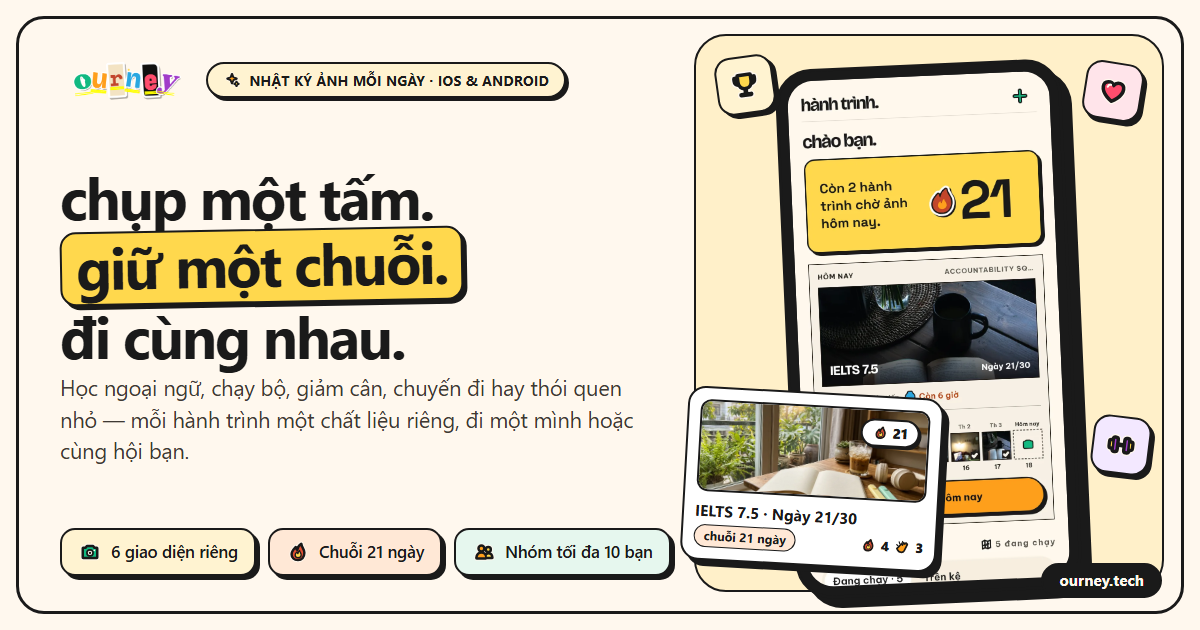 ourney
NHẬT KÝ ẢNH MỖI NGÀY · IOS & ANDROID
chụp một tấm.
giữ một chuỗi.
đi cùng nhau.
Học ngoại ngữ, chạy bộ, giảm cân, chuyến đi hay thói quen
nhỏ — mỗi hành trình một chất liệu riêng, đi một mình hoặc
cùng hội bạn.
6 giao diện riêng
Chuỗi 21 ngày
Nhóm tối đa 10 bạn
hành trình.
chào bạn.
Còn 2 hành
trình chờ ảnh
hôm nay.
21
HÔM NAY
ACCOUNTABILITY SQ...
IELTS 7.5
Ngày 21/30
Còn 6 giờ
Th 2
Th 3
Hôm nay
16
17
18
ôm nay
5 đang chạy
Đang chạy · 5
Trên kệ
21
IELTS 7.5 · Ngày 21/30
chuỗi 21 ngày
4
3
ourney.tech